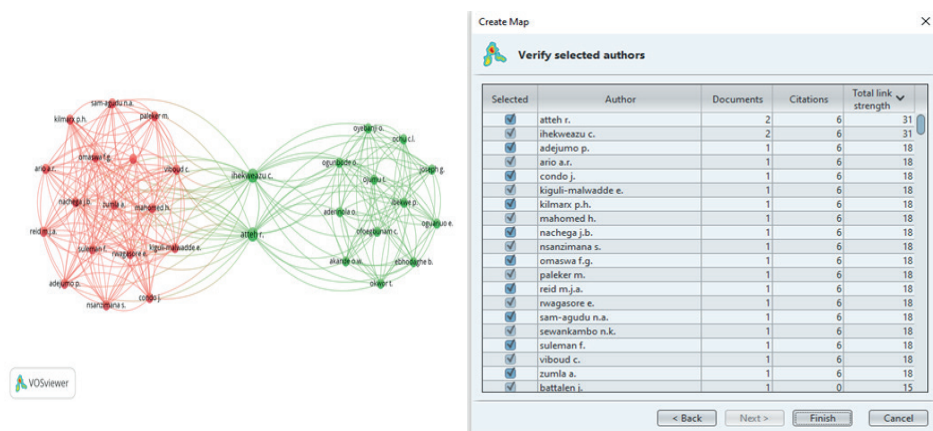 sam-agudu n.a.
kilmarx p.h.
paleker m.
omaswa f.g.
ario a.r.
viboud c.
nachega j.b.
zumla a.
mahomed h.
reid m.j.a.
suleman f.
rwagasore e.
kiguli-malwadde e.
adejumo p.
nsanzimana s.
condo j.
ihekweazu c.
atteh r.
oyebanji o.
ochu c.l.
ogunbode o.
joseph g.
ojumu t.
ibekwe p.
aderinola o.
ofoegbunam c.
oguanuo e.
akande o.w.
ebhodaghe b.
okwor t.
VOSviewer
Create Map
Verify selected authors
Selected Author Documents Citations Total link strength
atteh r. 2 6 31
ihekweazu c. 2 6 31
adejumo p. 1 6 18
ario a.r. 1 6 18
condo j. 1 6 18
kiguli-malwadde e. 1 6 18
kilmarx p.h. 1 6 18
mahomed h. 1 6 18
nachega j.b. 1 6 18
nsanzimana s. 1 6 18
omaswa f.g. 1 6 18
paleker m. 1 6 18
reid m.j.a. 1 6 18
rwagasore e. 1 6 18
sam-agudu n.a. 1 6 18
sewankambo n.k. 1 6 18
suleman f. 1 6 18
viboud c. 1 6 18
zumla a. 1 6 18
battalen j. 1 0 15
< Back Next > Finish Cancel